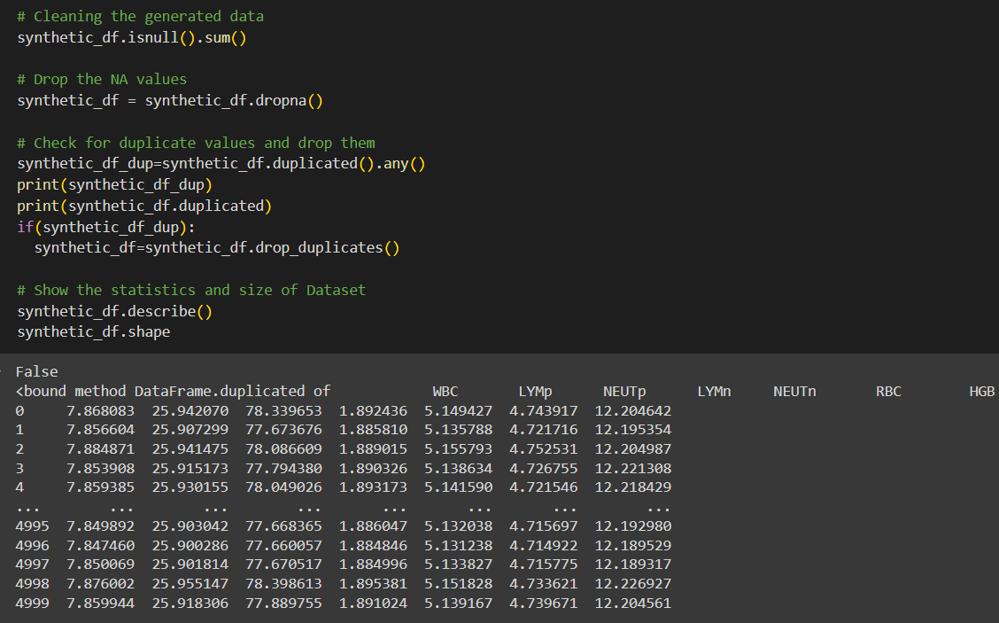 # Cleaning the generated data
synthetic_df.isnull().sum()
# Drop the NA values
synthetic_df = synthetic_df.dropna()
# Check for duplicate values and drop them
synthetic_df_dup=synthetic_df.duplicated().any()
print(synthetic_df_dup)
print(synthetic_df.duplicated)
if(synthetic_df_dup):
  synthetic_df=synthetic_df.drop_duplicates()
# Show the statistics and size of Dataset
synthetic_df.describe()
synthetic_df.shape
False
<bound method DataFrame.duplicated of            WBC       LYMp      NEUTp      LYMn     NEUTn       RBC        HGB
0     7.868083  25.942070  78.339653  1.892436  5.149427  4.743917  12.204642
1     7.856604  25.907299  77.673676  1.885810  5.135788  4.721716  12.195354
2     7.884871  25.941475  78.086609  1.889015  5.155793  4.752531  12.204987
3     7.853908  25.915173  77.794380  1.890326  5.138634  4.726755  12.221308
4     7.859385  25.930155  78.049026  1.893173  5.141590  4.721546  12.218429
...        ...        ...        ...       ...       ...       ...        ...
4995  7.849892  25.903042  77.668365  1.886047  5.132038  4.715697  12.192980
4996  7.847460  25.900286  77.660057  1.884846  5.131238  4.714922  12.189529
4997  7.850069  25.901814  77.670517  1.884996  5.133827  4.715775  12.189317
4998  7.876002  25.955147  78.398613  1.895381  5.151828  4.733621  12.226927
4999  7.859944  25.918306  77.889755  1.891024  5.139167  4.739671  12.204561